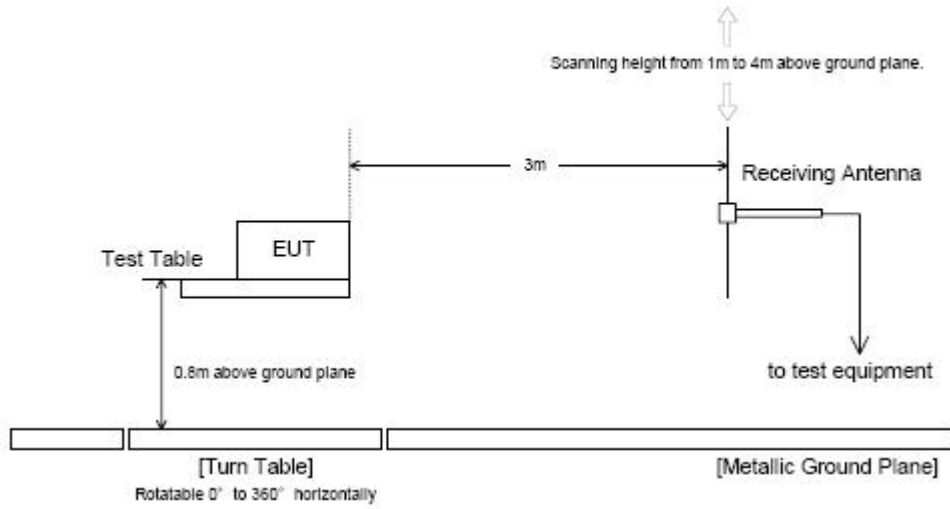 Scanning height from 1m to 4m above ground plane.
3m
Receiving Antenna
EUT
Test Table
0.8m above ground plane
to test equipment
[Turn Table]
[Metallic Ground Plane]
Rotatable 0° to 360° horizontally